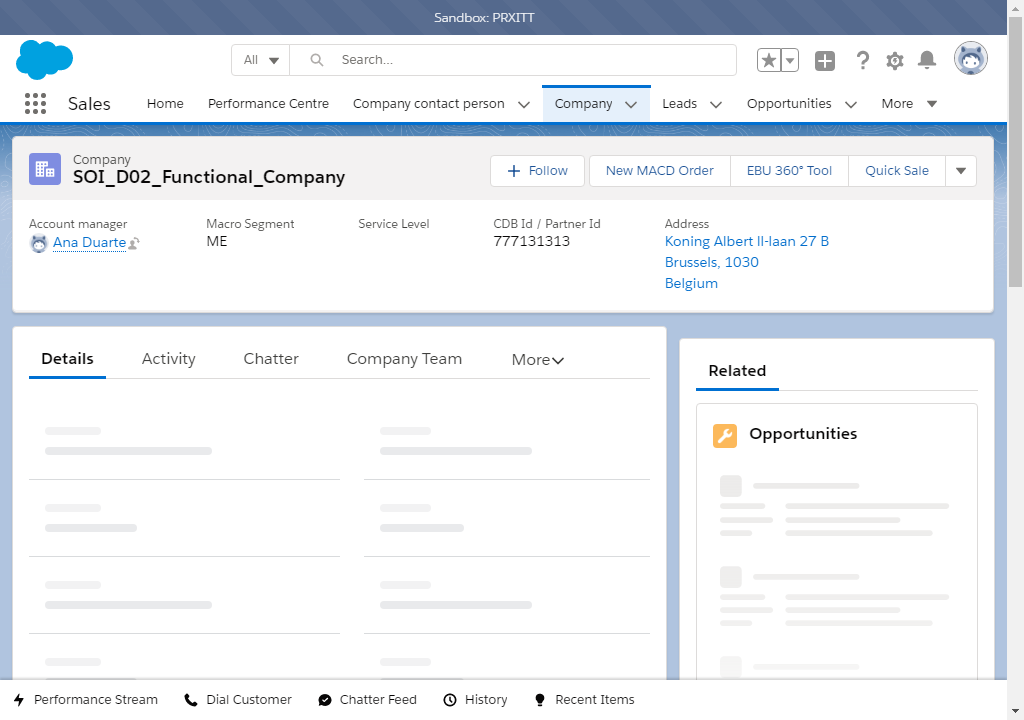 Sandbox: PRXITT
All
Search...
Sales
Home
Performance Centre
Company contact person
Company
Leads
Opportunities
More
Company
SOI_D02_Functional_Company
Follow
New MACD Order
EBU 360° Tool
Quick Sale
Account manager
Ana Duarte
Macro Segment
ME
Service Level
CDB Id / Partner Id
777131313
Address
Koning Albert II-laan 27 B
Brussels, 1030
Belgium
Details
Activity
Chatter
Company Team
More
Related
Opportunities
Performance Stream
Dial Customer
Chatter Feed
History
Recent Items